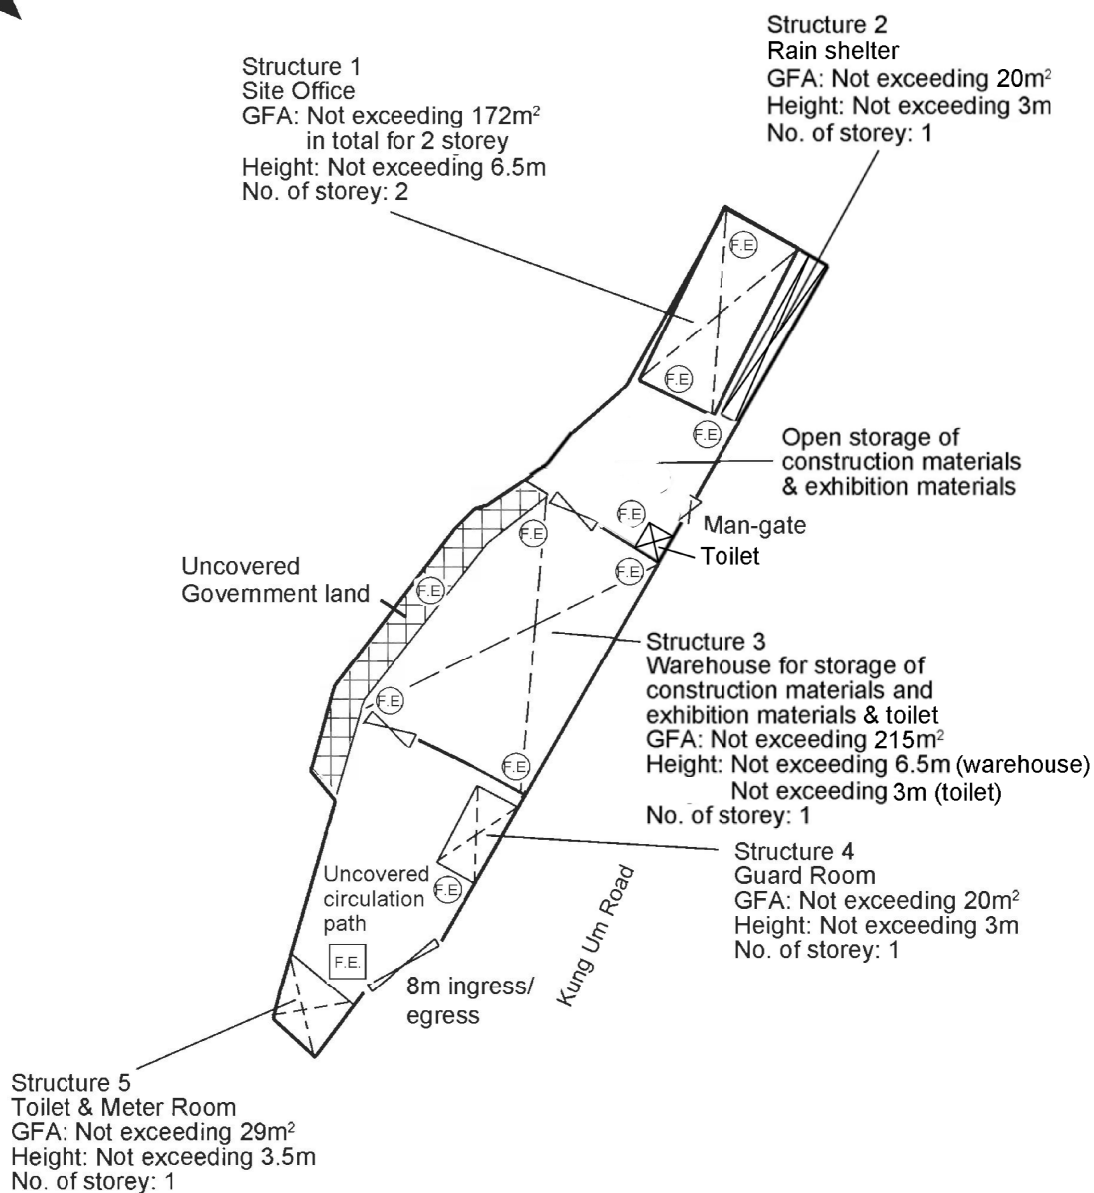 Structure 2
Rain shelter
GFA: Not exceeding 20m²
Height: Not exceeding 3m
No. of storey: 1
Structure 1
Site Office
GFA: Not exceeding 172m²
in total for 2 storey
Height: Not exceeding 6.5m
No. of storey: 2
F.E
F.E
F.E
Open storage of
construction materials
& exhibition materials
F.E
Man-gate
Toilet
F.E
F.E
Uncovered
Government land
F.E
Structure 3
Warehouse for storage of
construction materials and
exhibition materials & toilet
GFA: Not exceeding 215m²
Height: Not exceeding 6.5m (warehouse)
Not exceeding 3m (toilet)
No. of storey: 1
F.E
F.E
Structure 4
Guard Room
GFA: Not exceeding 20m²
Height: Not exceeding 3m
No. of storey: 1
Uncovered
circulation
path
F.E
F.E.
Kung Um Road
8m ingress/
egress
Structure 5
Toilet & Meter Room
GFA: Not exceeding 29m²
Height: Not exceeding 3.5m
No. of storey: 1